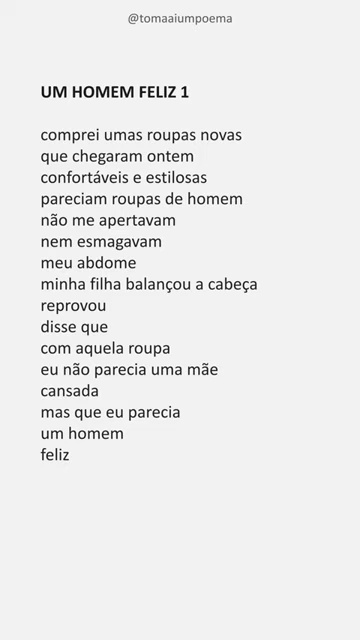 @tomaaiumpoema
UM HOMEM FELIZ 1
comprei umas roupas novas
que chegaram ontem
confortáveis e estilosas
pareciam roupas de homem
não me apertavam
nem esmagavam
meu abdome
minha filha balançou a cabeça
reprovou
disse que
com aquela roupa
eu não parecia uma mãe
cansada
mas que eu parecia
um homem
feliz